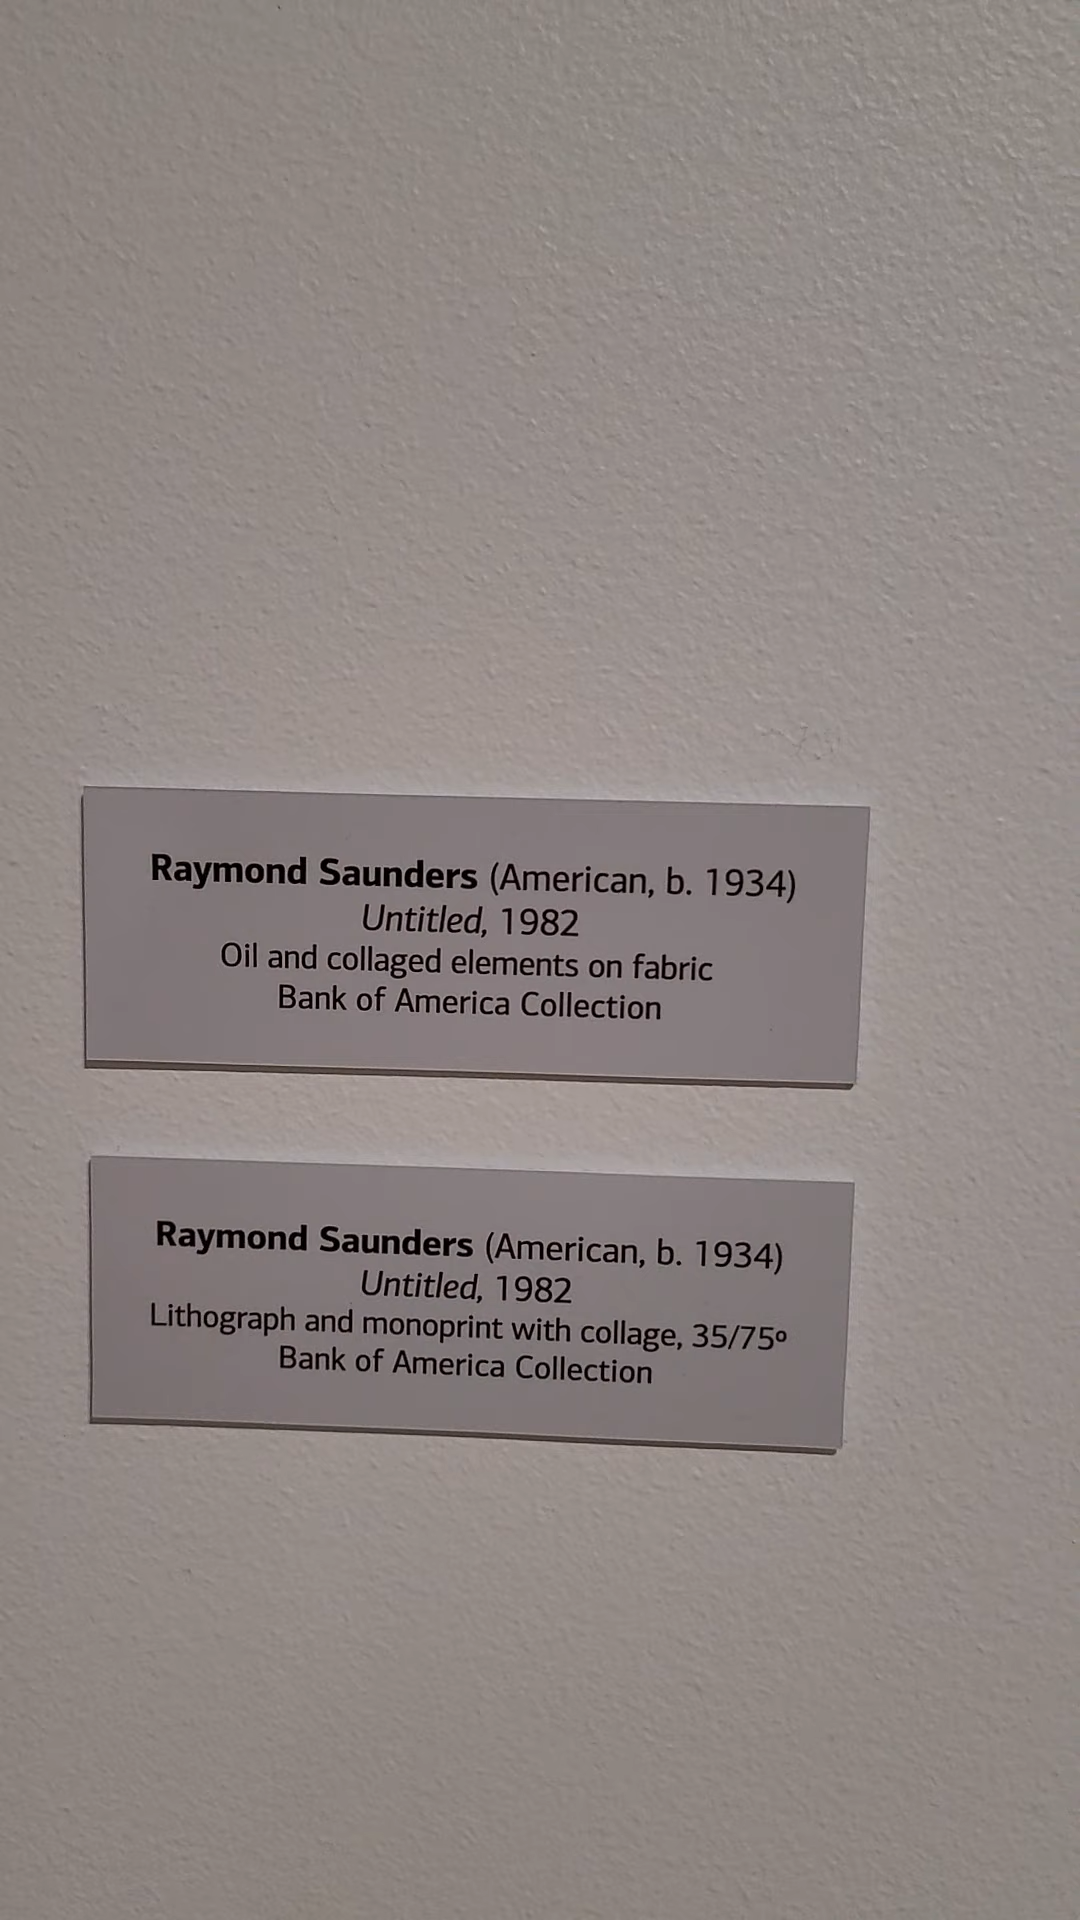 Raymond Saunders (American, b. 1934)
Untitled, 1982
Oil and collaged elements on fabric
Bank of America Collection
Raymond Saunders (American, b. 1934)
Untitled, 1982
Lithograph and monoprint with collage, 35/75º
Bank of America Collection